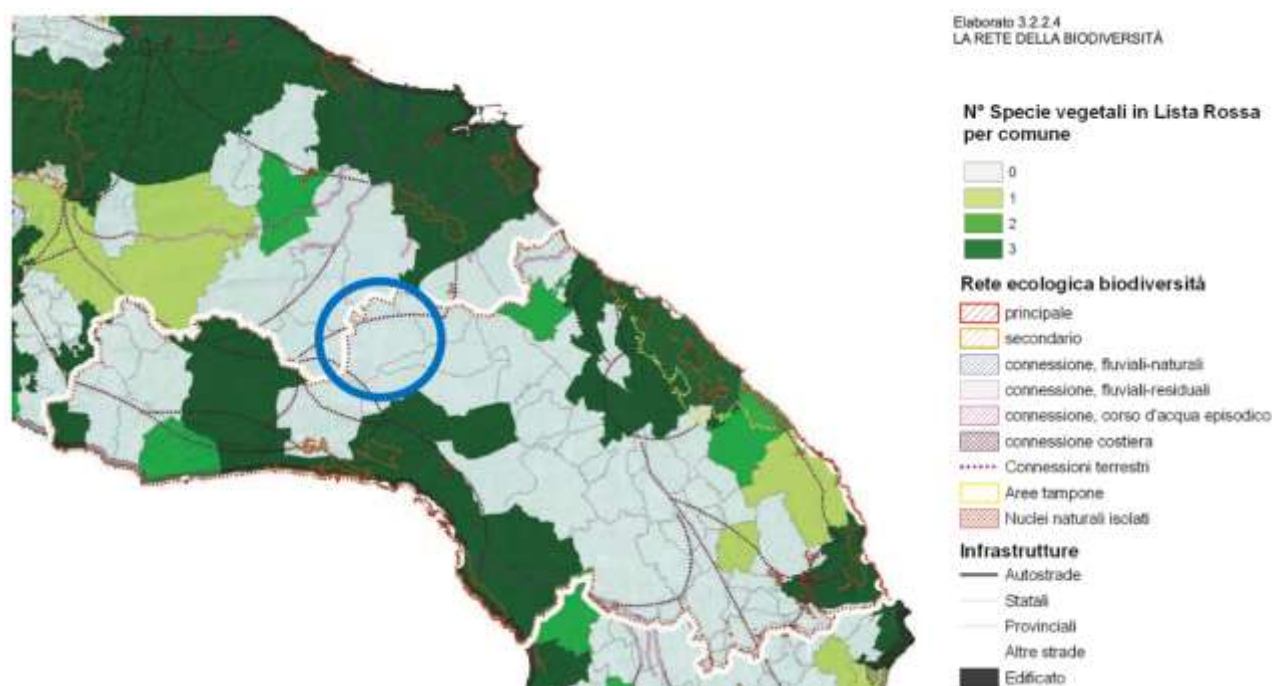 Elaborato 3.2.2.4
LA RETE DELLA BIODIVERSITÀ
N° Specie vegetali in Lista Rossa
per comune
0
1
2
3
Rete ecologica biodiversità
principale
secondario
connessione, fluviali-naturali
connessione, fluviali-residuali
connessione, corso d'acqua episodico
connessione costiera
Connessioni terrestri
Aree tampone
Nuclei naturali isolati
Infrastrutture
Autostrade
Statali
Provinciali
Altre strade
Edificato